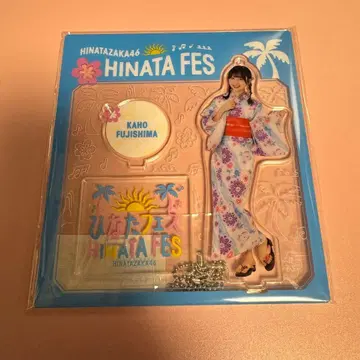 HINATAZAKA46
HINATA FES
KAHO
FUJISHIMA
ひなたフェス
HINATA FES
HINATAZAKA46